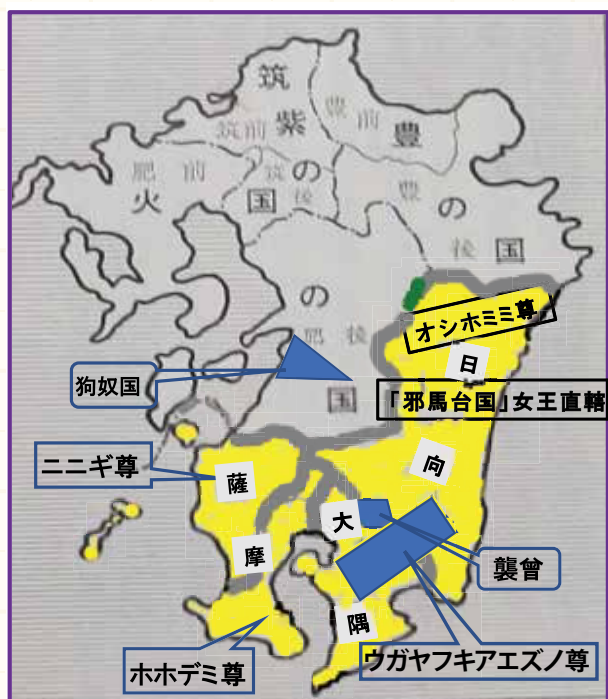 筑紫の国
筑前
豊前
豊の国
肥前
筑後
豊後
火の国
肥後
オシホミミ尊
日向
狗奴国
「邪馬台国」女王直轄
ニニギ尊
薩摩
大隅
襲曾
ホホデミ尊
ウガヤフキアエズノ尊